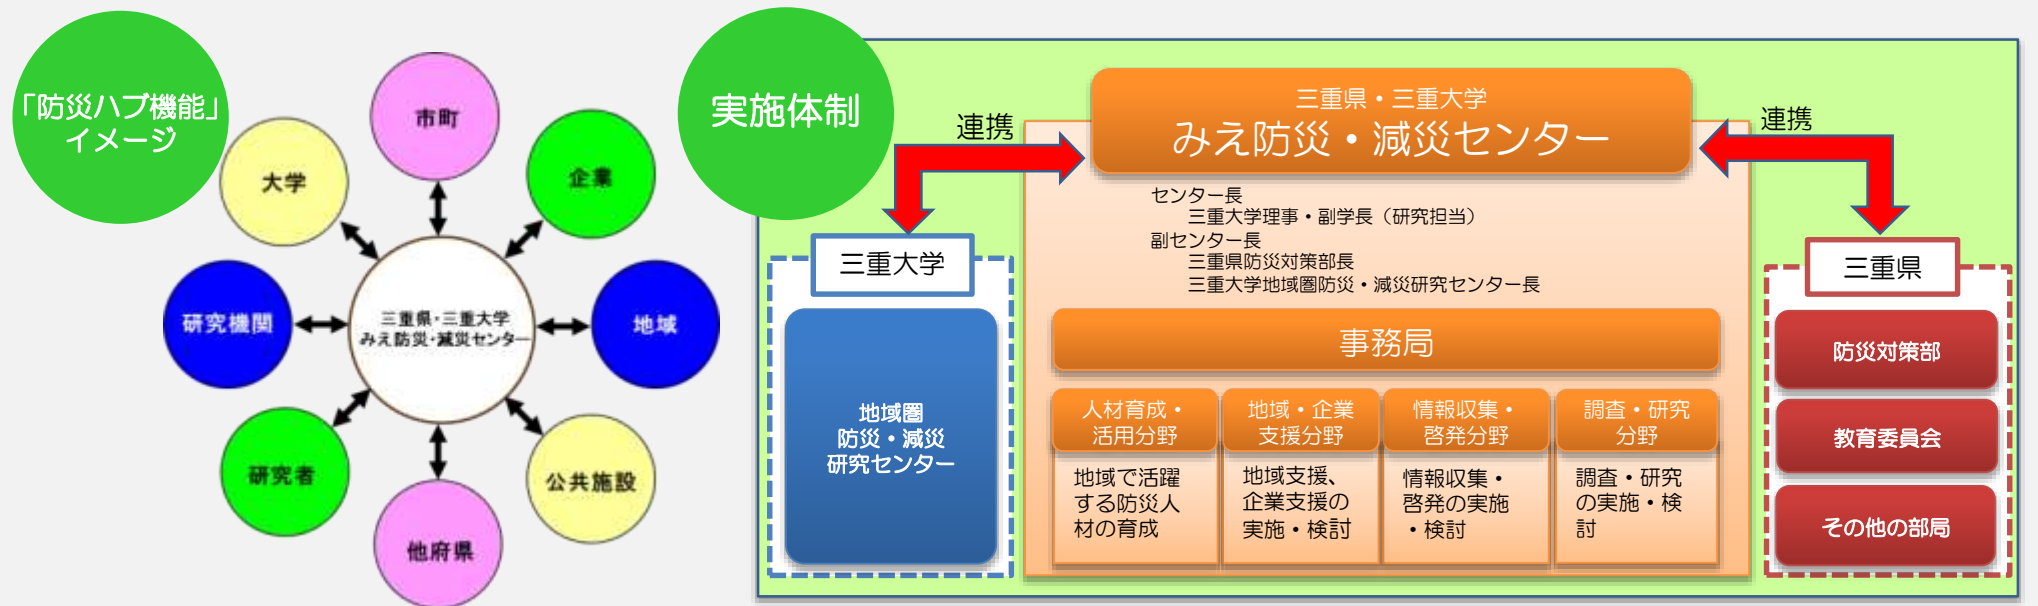 「防災ハブ機能」
イメージ
市町
企業
大学
三重県・三重大学
みえ防災・減災センター
研究機関
地域
研究者
公共施設
他府県
実施体制
連携
三重県・三重大学
みえ防災・減災センター
連携
センター長
三重大学理事・副学長（研究担当）
副センター長
三重県防災対策部長
三重大学地域圏防災・減災研究センター長
三重大学
地域圏
防災・減災
研究センター
事務局
人材育成・
活用分野
地域で活躍
する防災人
材の育成
地域・企業
支援分野
地域支援、
企業支援の
実施・検討
情報収集・
啓発分野
情報収集・
啓発の実施
・検討
調査・研究
分野
調査・研究
の実施・検
討
三重県
防災対策部
教育委員会
その他の部局